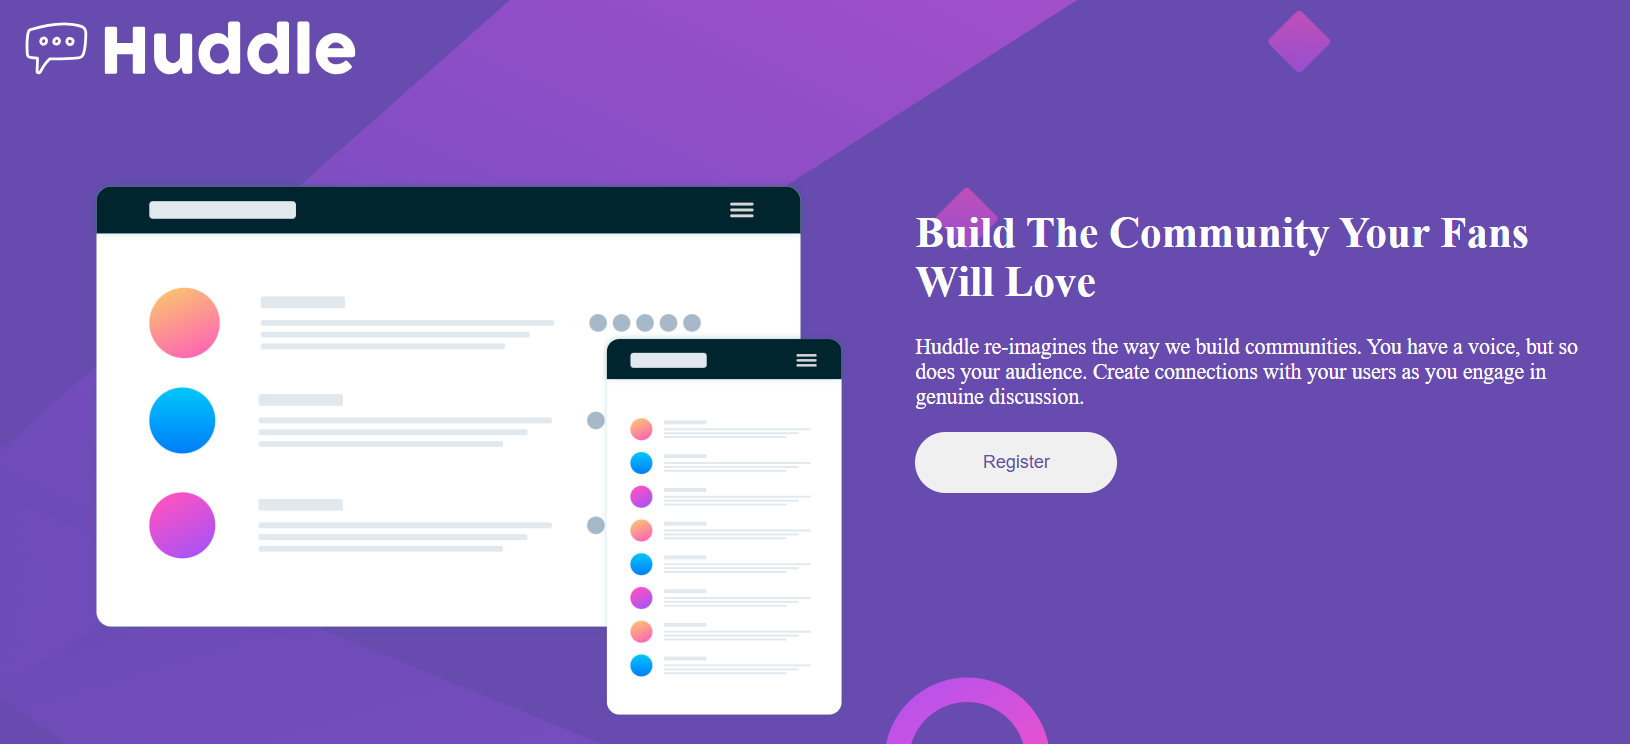 Huddle
Build The Community Your Fans
Will Love
Huddle re-imagines the way we build communities. You have a voice, but so
does your audience. Create connections with your users as you engage in
genuine discussion.
Register